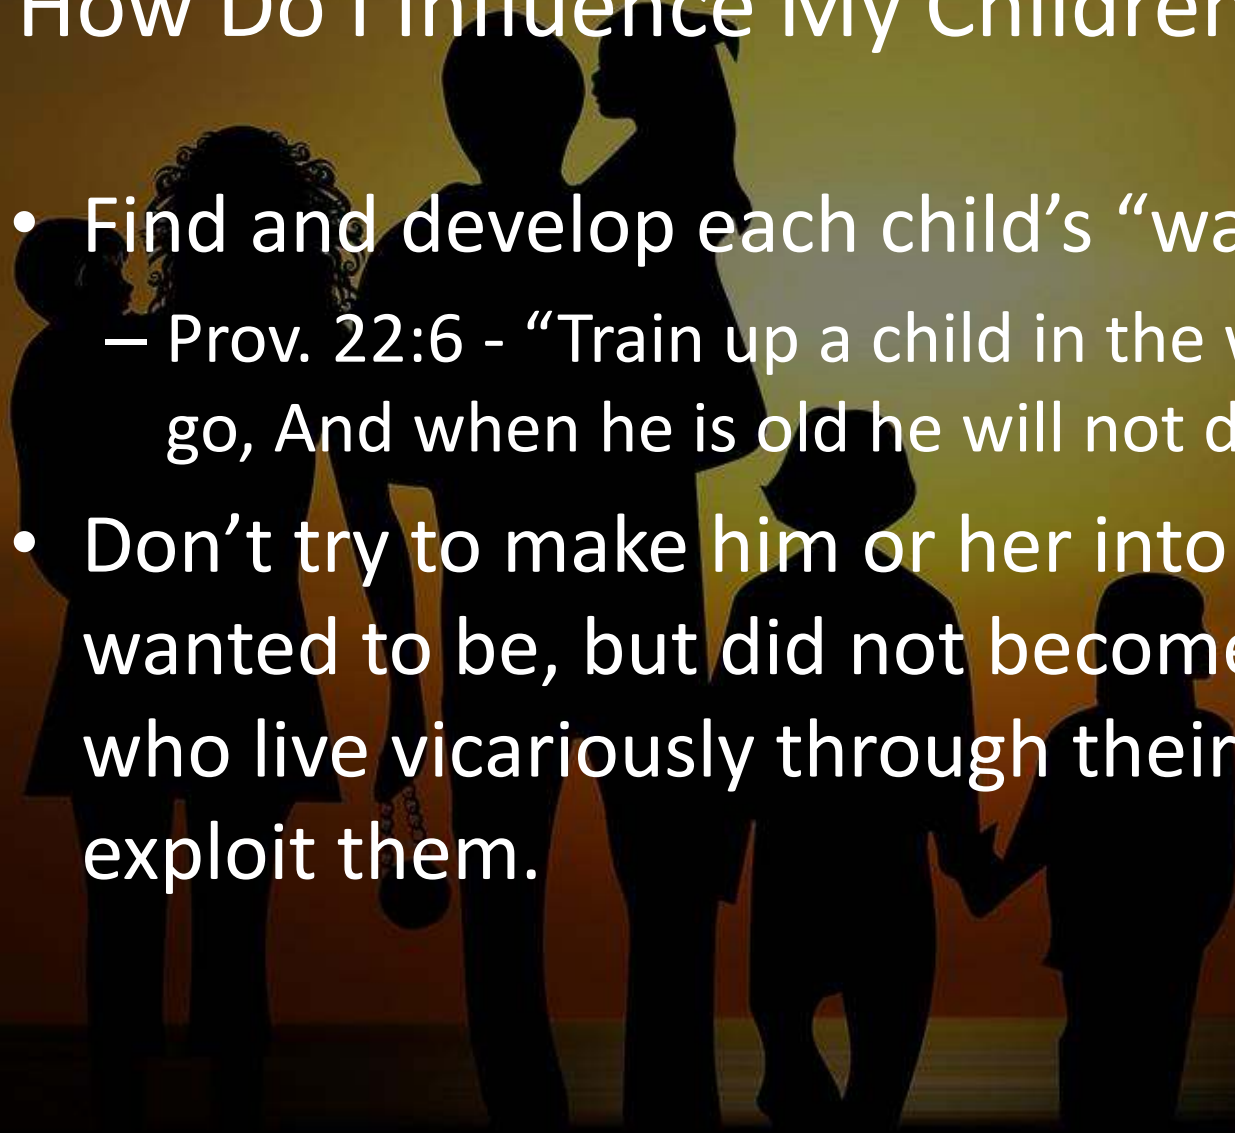 How Do I Influence My Children
• Find and develop each child’s “wa
– Prov. 22:6 - “Train up a child in the
go, And when he is old he will not d
• Don’t try to make him or her into
wanted to be, but did not become
who live vicariously through their
exploit them.